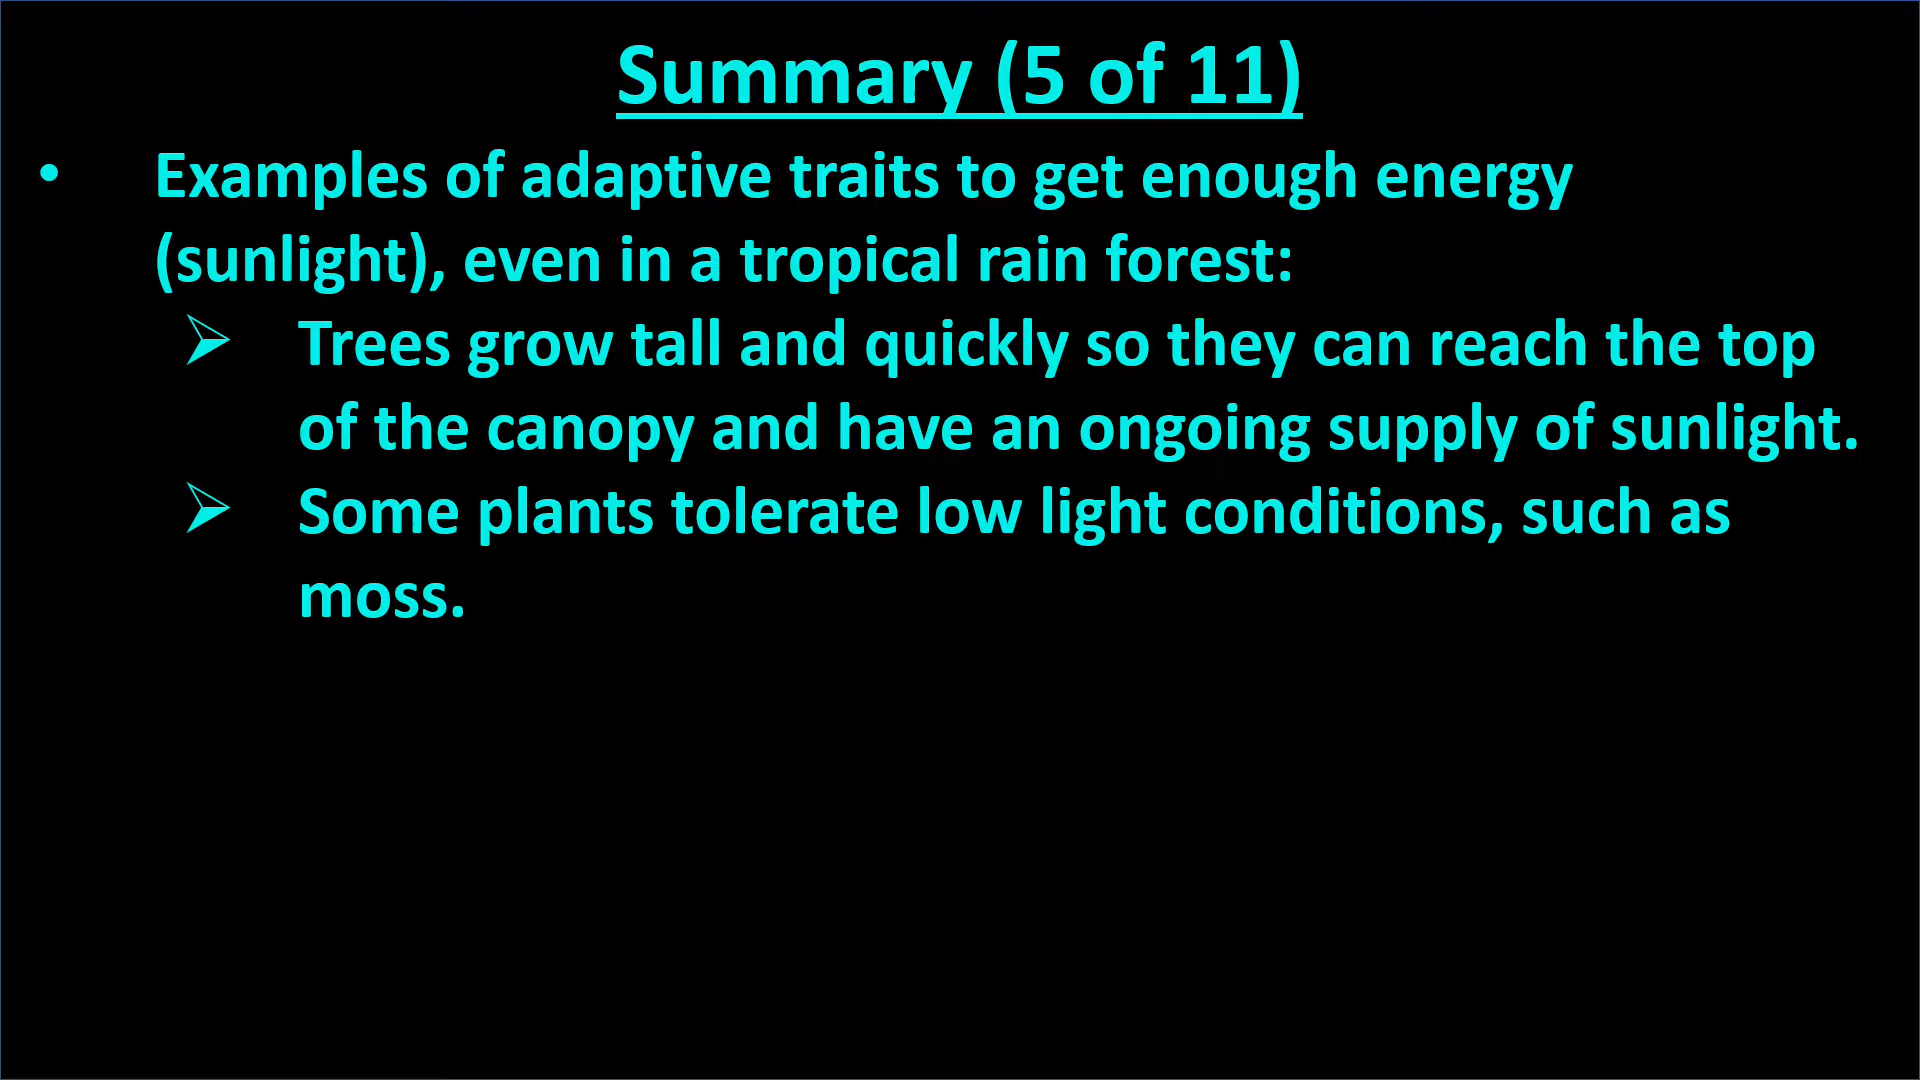 Summary (5 of 11)
• Examples of adaptive traits to get enough energy
(sunlight), even in a tropical rain forest:
➢ Trees grow tall and quickly so they can reach the top
of the canopy and have an ongoing supply of sunlight.
➢ Some plants tolerate low light conditions, such as
moss.